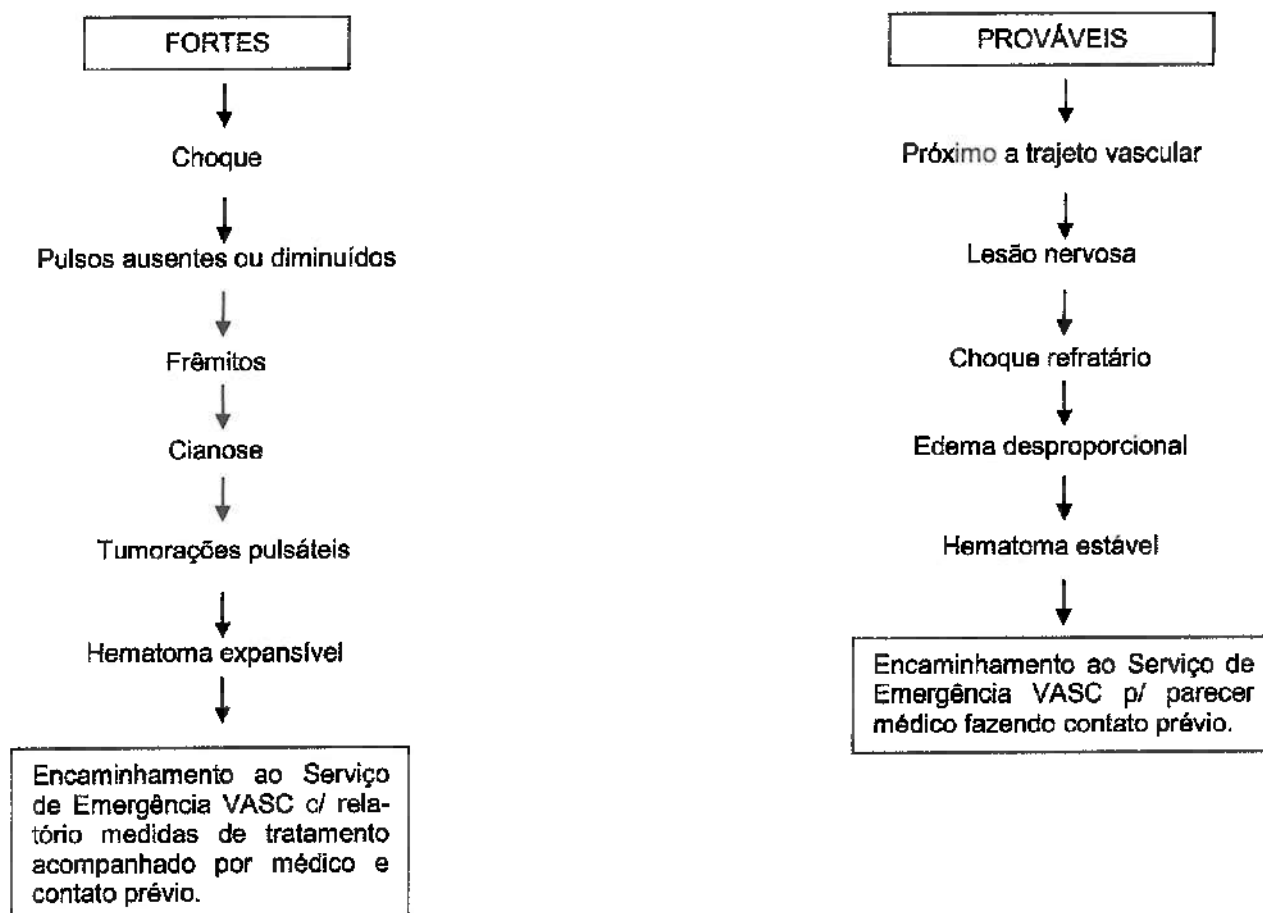 FORTES
Choque
Pulsos ausentes ou diminuídos
Frêmitos
Cianose
Tumorações pulsáteis
Hematoma expansível
Encaminhamento ao Serviço
de Emergência VASC c/ rela-
tório medidas de tratamento
acompanhado por médico e
contato prévio.
PROVÁVEIS
Próximo a trajeto vascular
Lesão nervosa
Choque refratário
Edema desproporcional
Hematoma estável
Encaminhamento ao Serviço de
Emergência VASC p/ parecer
médico fazendo contato prévio.